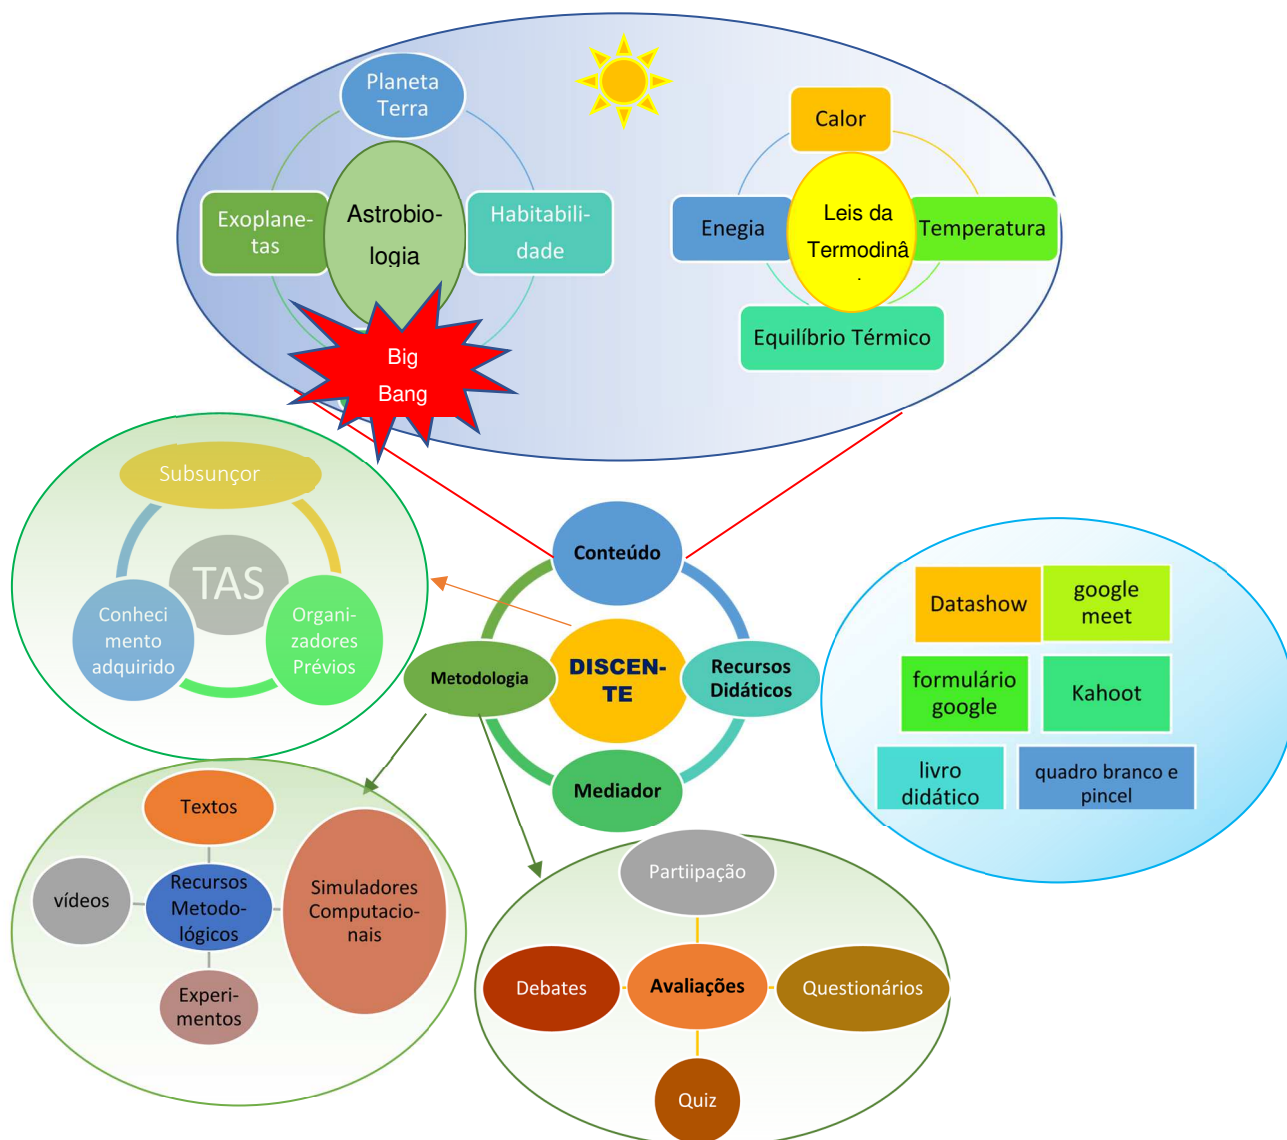 Planeta
Terra
Exoplane-
tas
Astrobio-
logia
Habitabili-
dade
Big
Bang
Calor
Enegia
Leis da
Termodinâ
Temperatura
Equilíbrio Térmico
Subsunçor
TAS
Conheci
mento
adquirido
Organi-
zadores
Prévios
Conteúdo
Metodologia
DISCEN-
TE
Recursos
Didáticos
Mediador
Datashow
google
meet
formulário
google
Kahoot
livro
didático
quadro branco e
pincel
Textos
vídeos
Recursos
Metodo-
lógicos
Simuladores
Computacio-
nais
Experi-
mentos
Partiipação
Debates
Avaliações
Questionários
Quiz